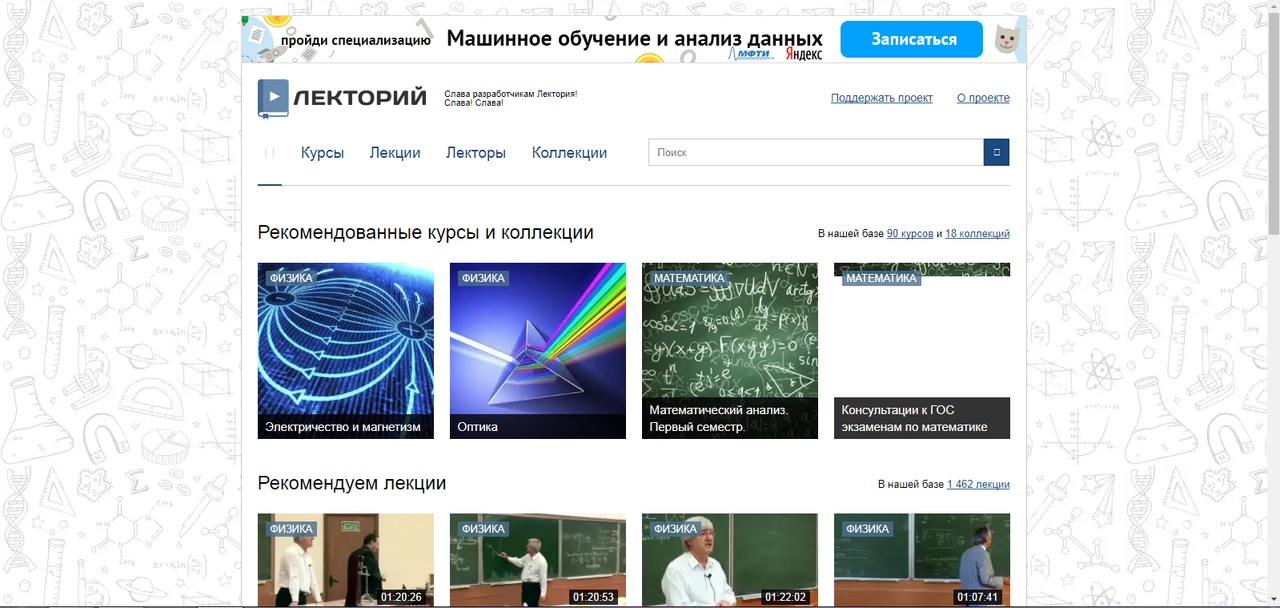 пройди специализацию
Машинное обучение и анализ данных
МФТИ
Яндекс
Записаться
ЛЕКТОРИЙ
Слава разработчикам Лектория!
Слава! Слава!
Поддержать проект
О проекте
Курсы
Лекции
Лекторы
Коллекции
Поиск
Рекомендованные курсы и коллекции
В нашей базе 90 курсов и 18 коллекций
ФИЗИКА
Электричество и магнетизм
ФИЗИКА
Оптика
МАТЕМАТИКА
Математический анализ.
Первый семестр.
МАТЕМАТИКА
Консультации к ГОС
экзаменам по математике
Рекомендуем лекции
В нашей базе 1 462 лекции
ФИЗИКА
01:20:26
ФИЗИКА
01:20:53
ФИЗИКА
01:22:02
ФИЗИКА
01:07:41